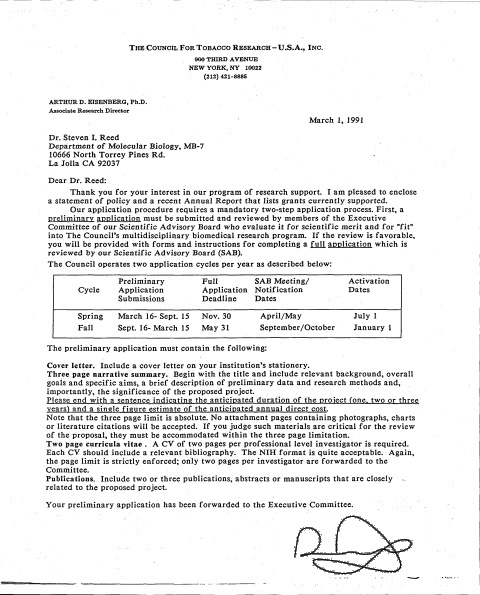 THE COUNCIL FOR TOBACCO RESEARCH – U.S.A., INC.
900 THIRD AVENUE
NEW YORK, NY 10022
(212) 421-8885
ARTHUR D. EISENBERG, Ph.D.
Associate Research Director
March 1, 1991
Dr. Steven I. Reed
Department of Molecular Biology, MB-7
10666 North Torrey Pines Rd.
La Jolla CA 92037
Dear Dr. Reed:
Thank you for your interest in our program of research support. I am pleased to enclose
a statement of policy and a recent Annual Report that lists grants currently supported.
Our application procedure requires a mandatory two-step application process. First, a
preliminary application must be submitted and reviewed by members of the Executive
Committee of our Scientific Advisory Board who evaluate it for scientific merit and for "fit"
into The Council's multidisciplinary biomedical research program. If the review is favorable,
you will be provided with forms and instructions for completing a full application which is
reviewed by our Scientific Advisory Board (SAB).
The Council operates two application cycles per year as described below:
Cycle Preliminary Application Submissions Full Application Deadline SAB Meeting/ Notification Dates Activation Dates
Spring March 16- Sept. 15 Nov. 30 April/May July 1
Fall Sept. 16- March 15 May 31 September/October January 1
The preliminary application must contain the following:
Cover letter. Include a cover letter on your institution's stationery.
Three page narrative summary. Begin with the title and include relevant background, overall
goals and specific aims, a brief description of preliminary data and research methods and,
importantly, the significance of the proposed project.
Please end with a sentence indicating the anticipated duration of the project (one, two or three
years) and a single figure estimate of the anticipated annual direct cost.
Note that the three page limit is absolute. No attachment pages containing photographs, charts
or literature citations will be accepted. If you judge such materials are critical for the review
of the proposal, they must be accommodated within the three page limitation.
Two page curricula vitae . A CV of two pages per professional level investigator is required.
Each CV should include a relevant bibliography. The NIH format is quite acceptable. Again,
the page limit is strictly enforced; only two pages per investigator are forwarded to the
Committee.
Publications. Include two or three publications, abstracts or manuscripts that are closely
related to the proposed project.
Your preliminary application has been forwarded to the Executive Committee.